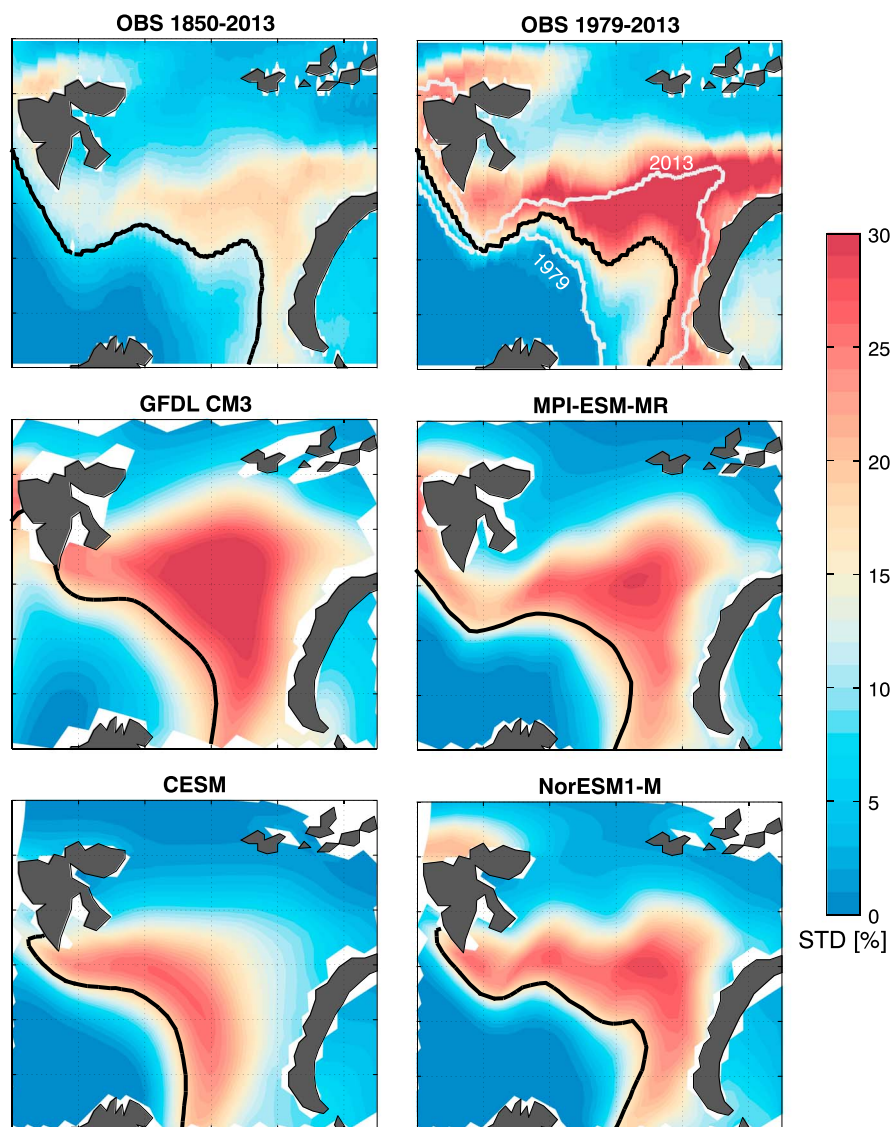 OBS 1850-2013
OBS 1979-2013
2013
1979
GFDL CM3
MPI-ESM-MR
CESM
NorESM1-M
30
25
20
15
10
5
0
STD [%]